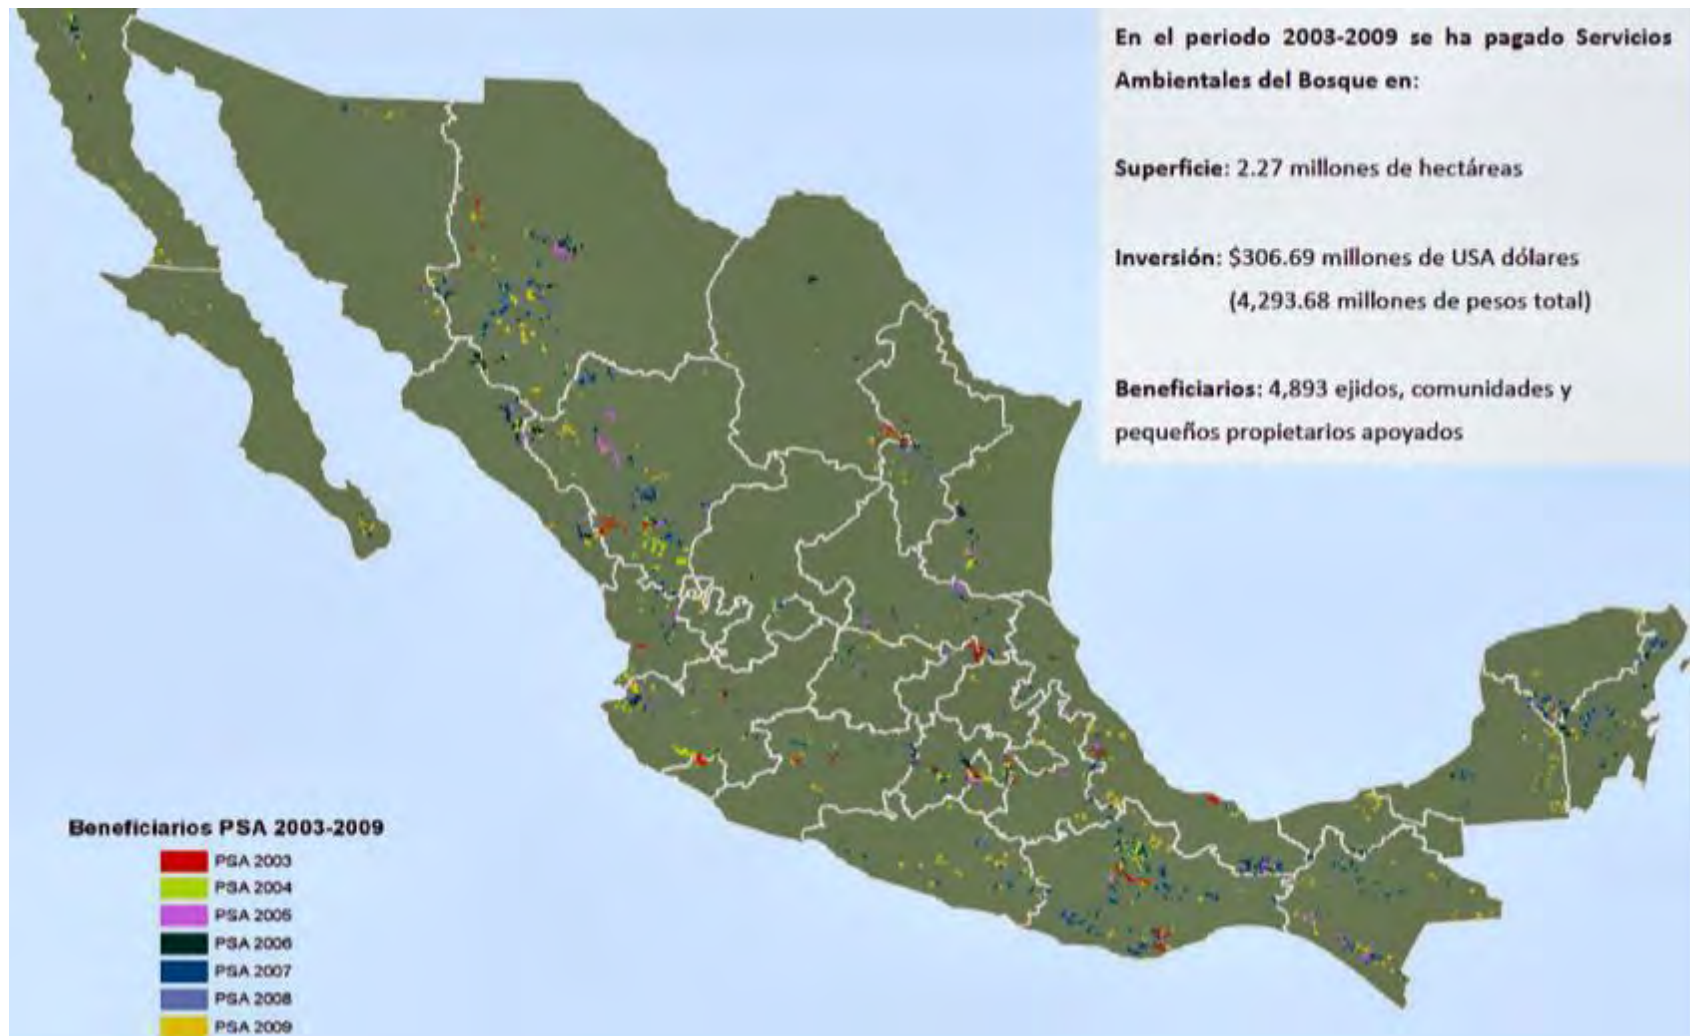 En el periodo 2003-2009 se ha pagado Servicios
Ambientales del Bosque en:
Superficie: 2.27 millones de hectáreas
Inversión: $306.69 millones de USA dólares
(4,293.68 millones de pesos total)
Beneficiarios: 4,893 ejidos, comunidades y
pequeños propietarios apoyados
Beneficiarios PSA 2003-2009
PSA 2003
PSA 2004
PSA 2005
PSA 2006
PSA 2007
PSA 2008
PSA 2009